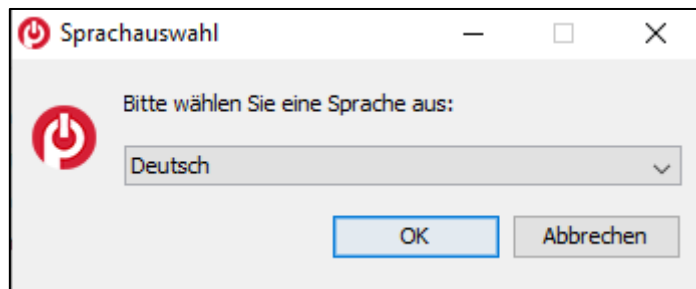 Sprachauswahl
Bitte wählen Sie eine Sprache aus:
Deutsch
OK Abbrechen